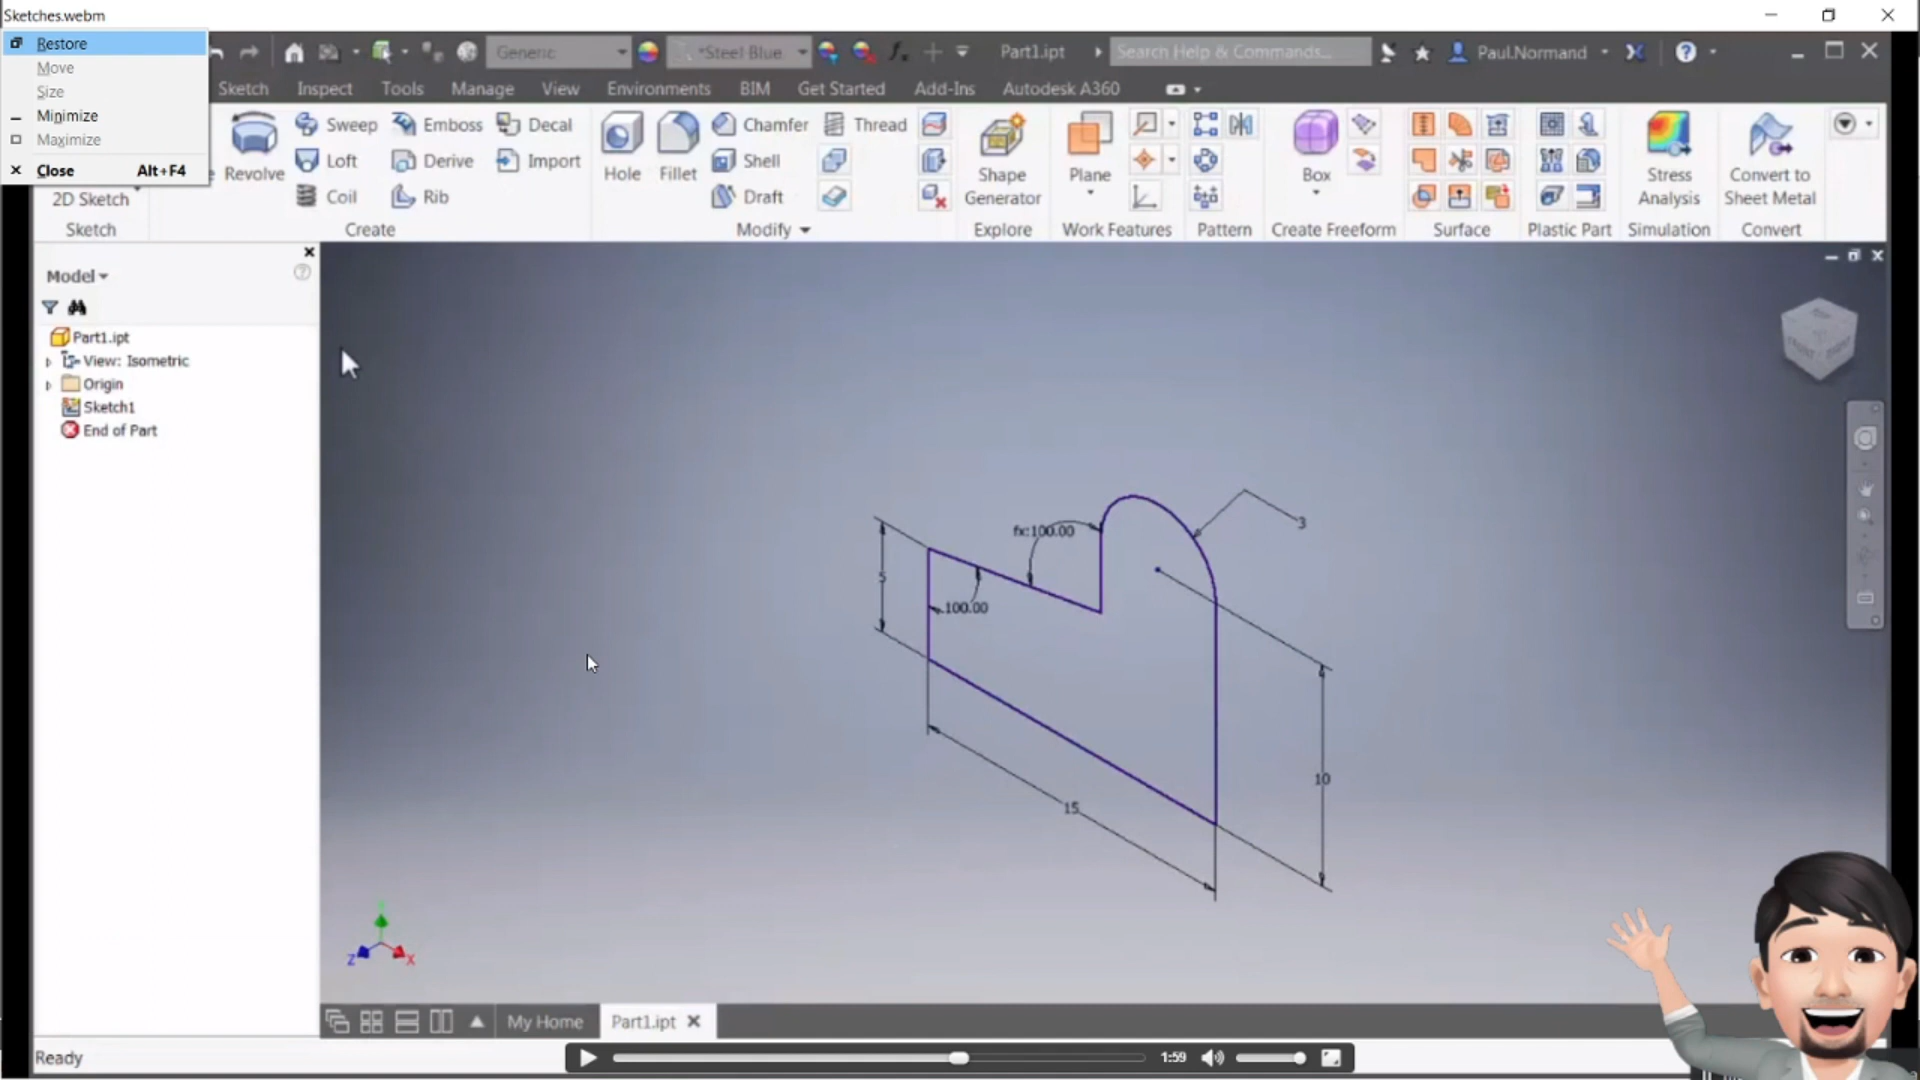 Sketches.webm
Restore
Move
Size
Minimize
Maximize
Close Alt+F4
Generic
*Steel Blue
Part1.ipt
Search Help & Commands...
Paul.Normand
Sketch
Inspect
Tools
Manage
View
Environments
BIM
Get Started
Add-Ins
Autodesk A360
2D Sketch
Sketch
Revolve
Sweep
Loft
Coil
Emboss
Derive
Rib
Decal
Import
Create
Hole
Fillet
Chamfer
Shell
Draft
Thread
Modify
Shape
Generator
Explore
Plane
Work Features
Pattern
Box
Create Freeform
Surface
Plastic Part
Stress
Analysis
Simulation
Convert to
Sheet Metal
Convert
Model
Part1.ipt
View: Isometric
Origin
Sketch1
End of Part
fx:100.00
3
5
100.00
15
10
Z
X
My Home
Part1.ipt
Ready
1:59